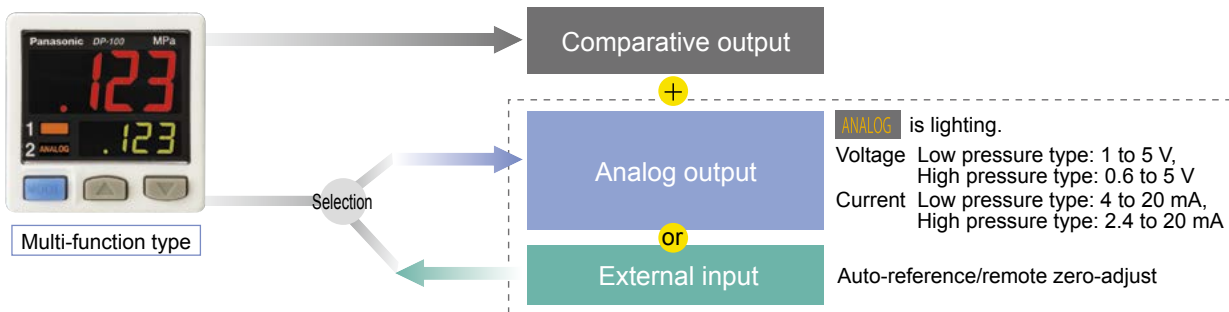 Panasonic DP-100 MPa
.123
1
2 ANALOG .123
MODE
Multi-function type
Selection
Comparative output
+
Analog output
or
External input
ANALOG is lighting.
Voltage Low pressure type: 1 to 5 V,
High pressure type: 0.6 to 5 V
Current Low pressure type: 4 to 20 mA,
High pressure type: 2.4 to 20 mA
Auto-reference/remote zero-adjust